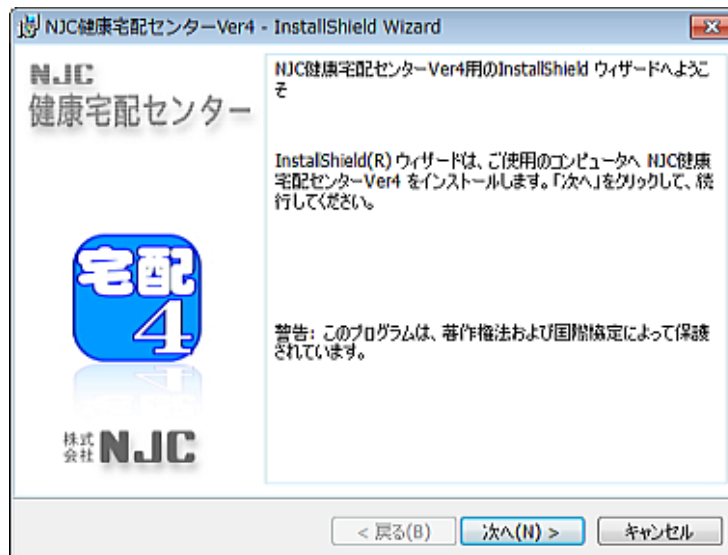 NJC健康宅配センターVer4 - InstallShield Wizard
NJC
健康宅配センター
宅配
4
株式
会社 NJC
NJC健康宅配センターVer4用のInstallShield ウィザードへようこ
そ
InstallShield(R) ウィザードは、ご使用のコンピュータへ NJC健康
宅配センターVer4 をインストールします。「次へ」をクリックして、続
行してください。
警告: このプログラムは、著作権法および国際協定によって保護
されています。
< 戻る(B)
次へ(N) >
キャンセル